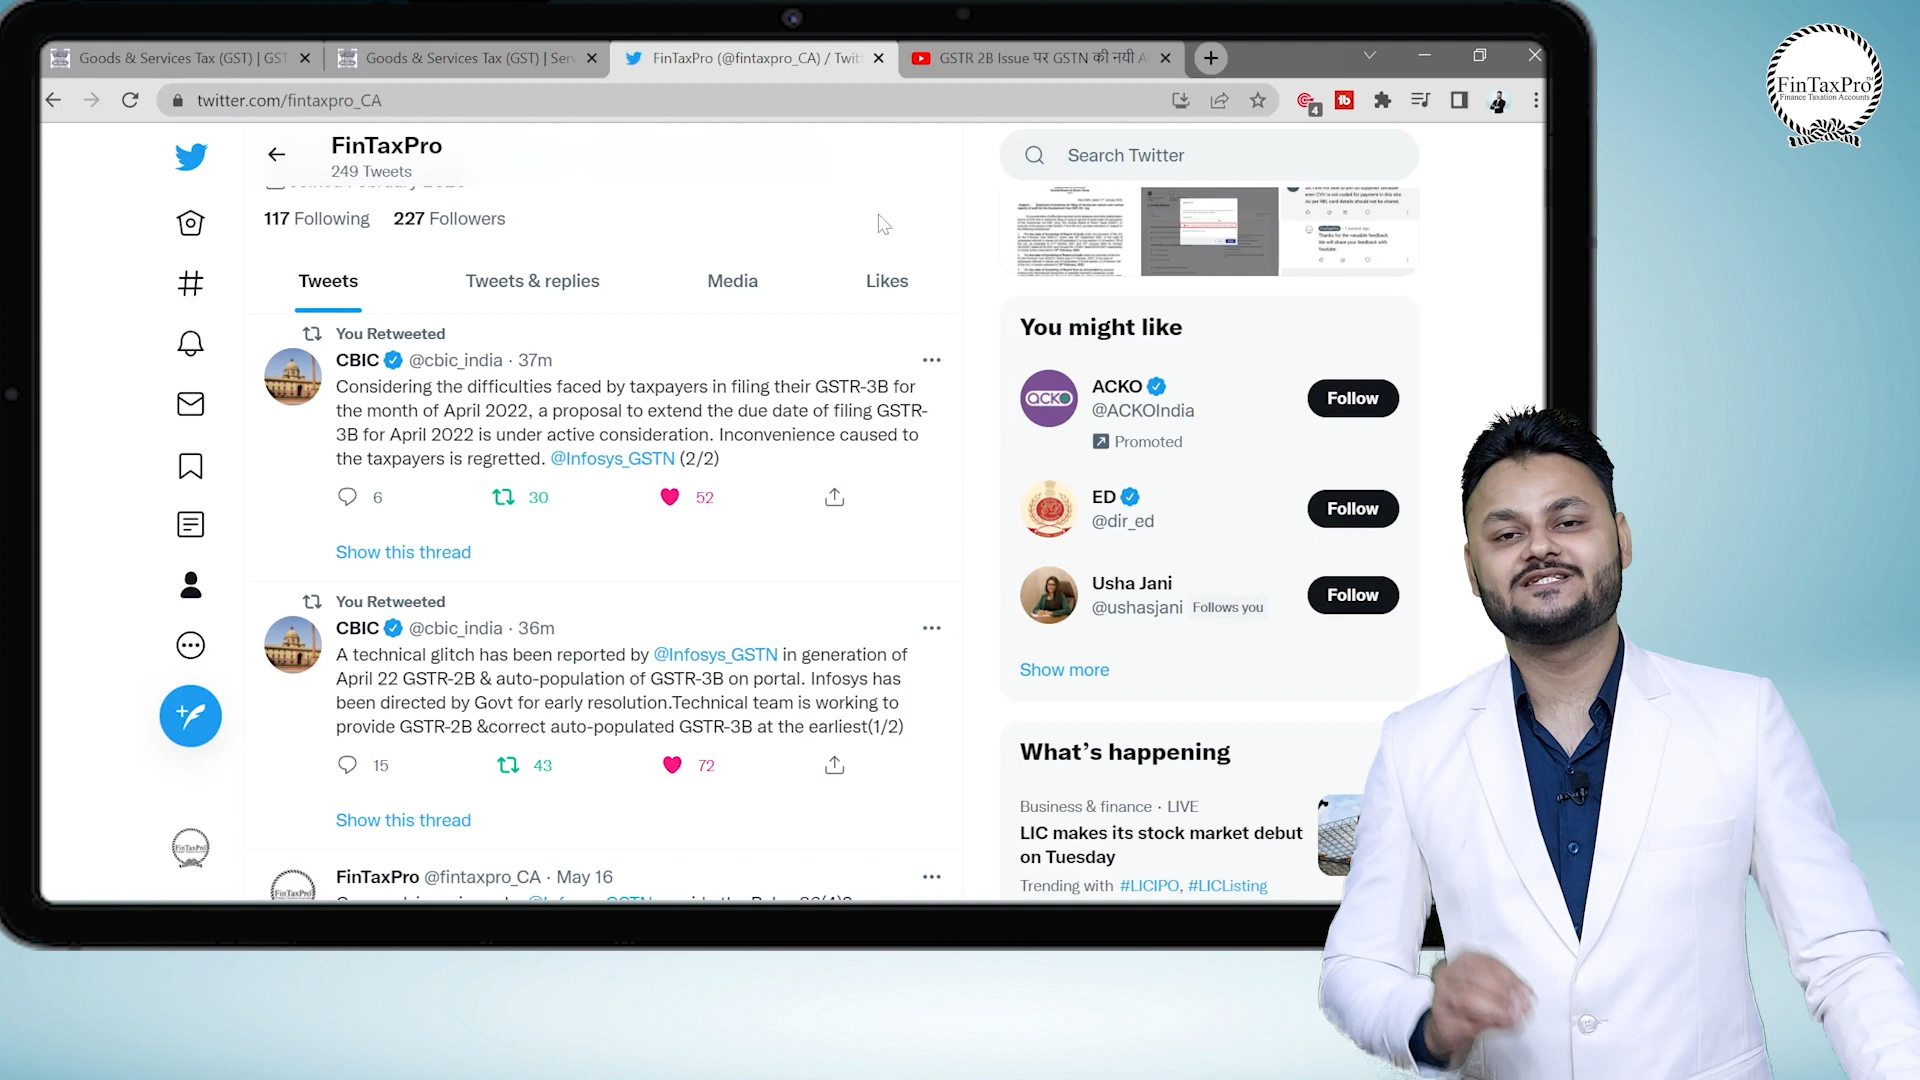 Goods & Services Tax (GST) | GST
Goods & Services Tax (GST) | Ser
FinTaxPro (@fintaxpro_CA) / Twit
GSTR 2B Issue पर GSTN की नयी A
twitter.com/fintaxpro_CA
4
tb
FinTaxPro
Finance Taxation Accounts
FinTaxPro
249 Tweets
117 Following 227 Followers
Tweets
Tweets & replies
Media
Likes
You Retweeted
CBIC @cbic_india · 37m
Considering the difficulties faced by taxpayers in filing their GSTR-3B for
the month of April 2022, a proposal to extend the due date of filing GSTR-
3B for April 2022 is under active consideration. Inconvenience caused to
the taxpayers is regretted. @Infosys_GSTN (2/2)
6
30
52
Show this thread
You Retweeted
CBIC @cbic_india · 36m
A technical glitch has been reported by @Infosys_GSTN in generation of
April 22 GSTR-2B & auto-population of GSTR-3B on portal. Infosys has
been directed by Govt for early resolution.Technical team is working to
provide GSTR-2B &correct auto-populated GSTR-3B at the earliest(1/2)
15
43
72
Show this thread
FinTaxPro
FinTaxPro
FinTaxPro @fintaxpro_CA · May 16
Search Twitter
You might like
ACKO
acko
@ACKOIndia
Promoted
Follow
ED
@dir_ed
Follow
Usha Jani
@ushasjani Follows you
Follow
Show more
What's happening
Business & finance · LIVE
LIC makes its stock market debut
on Tuesday
Trending with #LICIPO, #LICListing